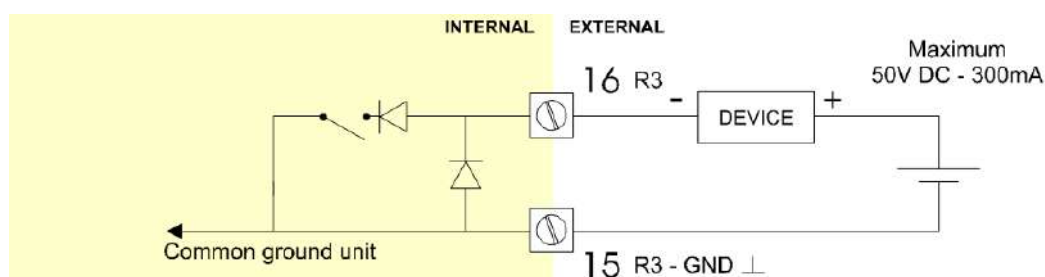 INTERNAL EXTERNAL
Maximum
50V DC - 300mA
16 R3
- DEVICE +
Common ground unit
15 R3 - GND ⊥